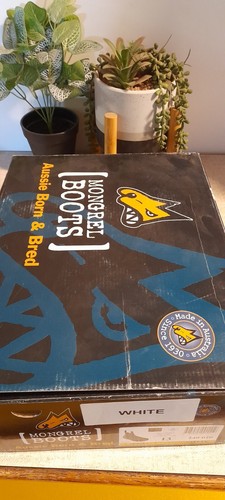 [MONGREL
BOOTS]
Aussie Born & Bred
Made in Australia
Since 1930
WHITE
MONGREL
BOOTS